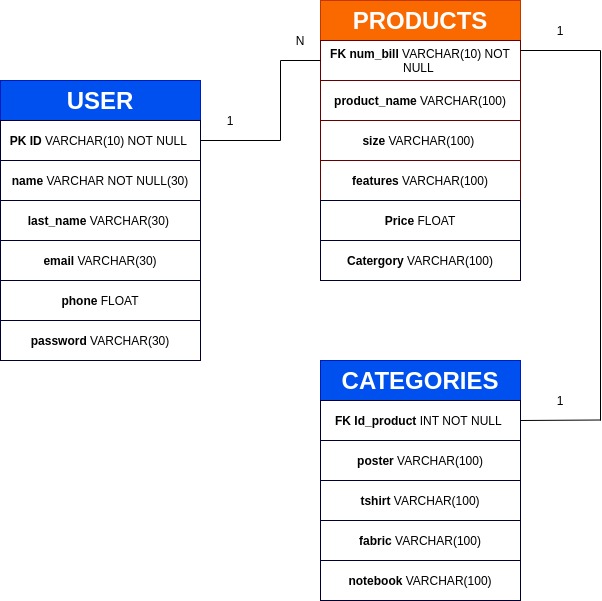 USER
PK ID VARCHAR(10) NOT NULL
name VARCHAR NOT NULL(30)
last_name VARCHAR(30)
email VARCHAR(30)
phone FLOAT
password VARCHAR(30)
1
N
PRODUCTS
FK num_bill VARCHAR(10) NOT
NULL
product_name VARCHAR(100)
size VARCHAR(100)
features VARCHAR(100)
Price FLOAT
Catergory VARCHAR(100)
1
1
CATEGORIES
FK Id_product INT NOT NULL
poster VARCHAR(100)
tshirt VARCHAR(100)
fabric VARCHAR(100)
notebook VARCHAR(100)